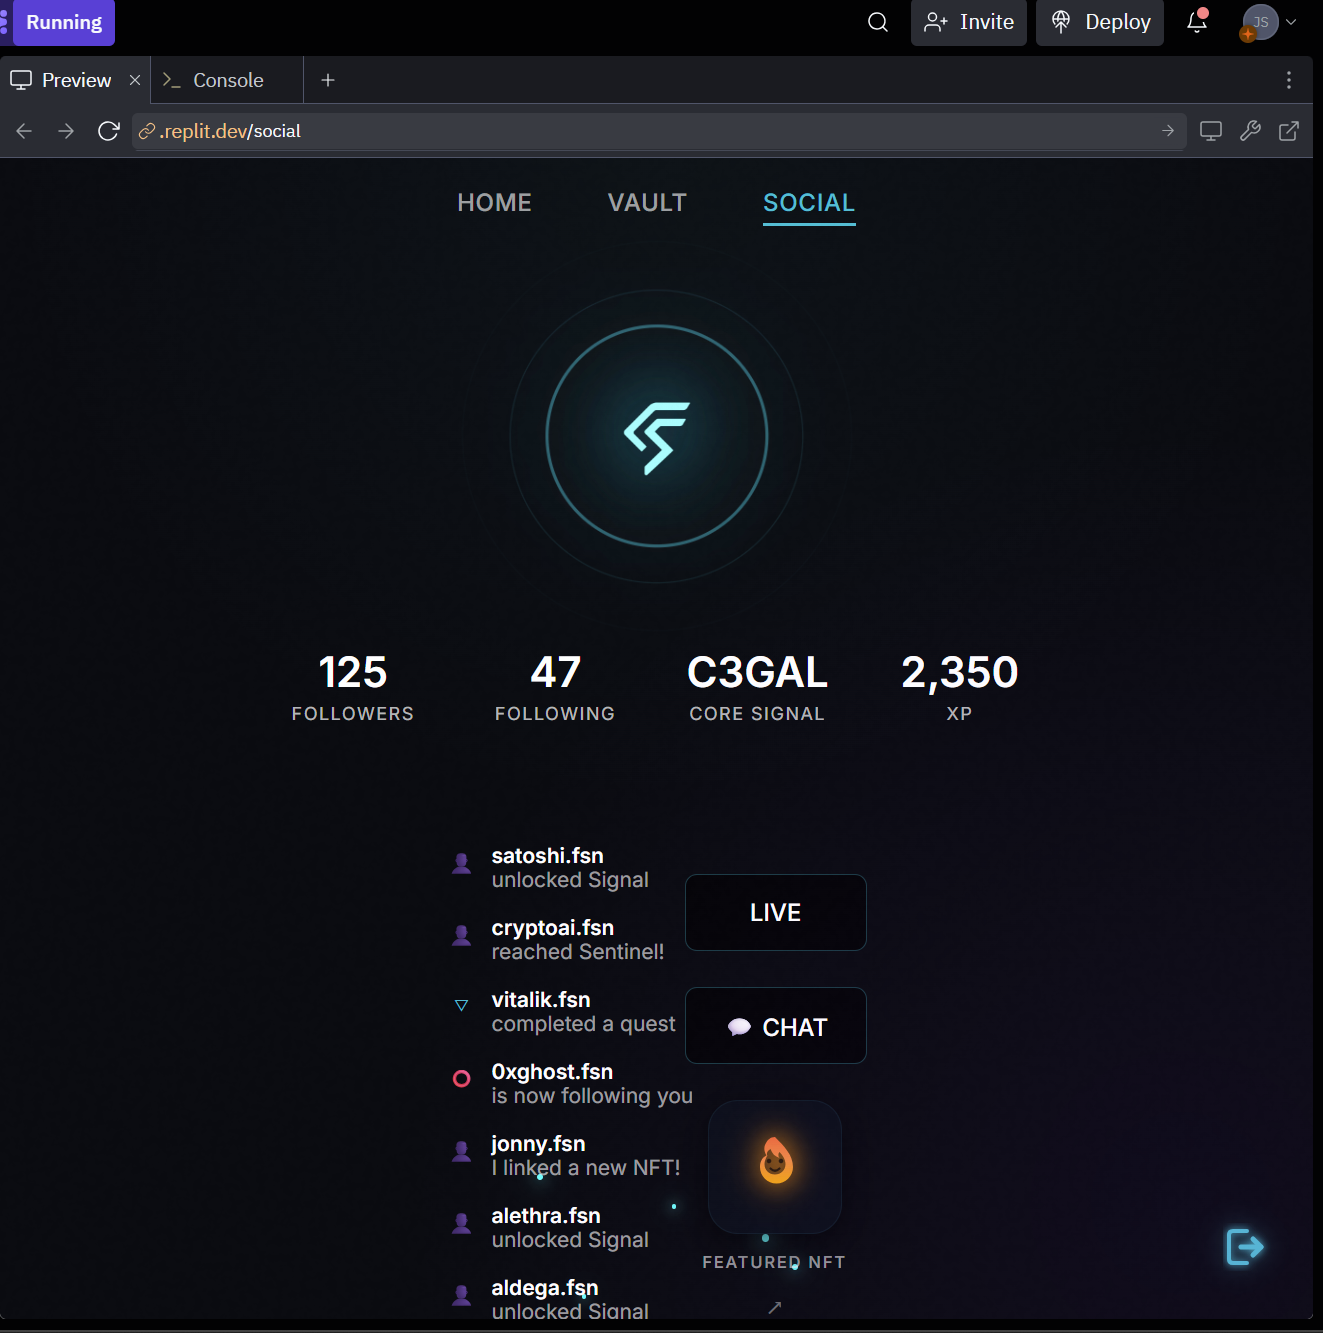 Running
Invite
Deploy
JS
Preview
Console
.replit.dev/social
HOME
VAULT
SOCIAL
125
FOLLOWERS
47
FOLLOWING
C3GAL
CORE SIGNAL
2,350
XP
satoshi.fsn
unlocked Signal
cryptoai.fsn
reached Sentinel!
vitalik.fsn
completed a quest
0xghost.fsn
is now following you
jonny.fsn
I linked a new NFT!
alethra.fsn
unlocked Signal
aldega.fsn
unlocked Signal
LIVE
CHAT
FEATURED NFT